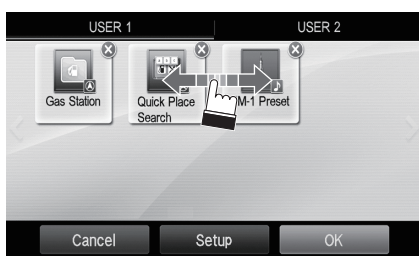 USER 1
USER 2
Gas Station
Quick Place
Search
M-1 Preset
Cancel
Setup
OK